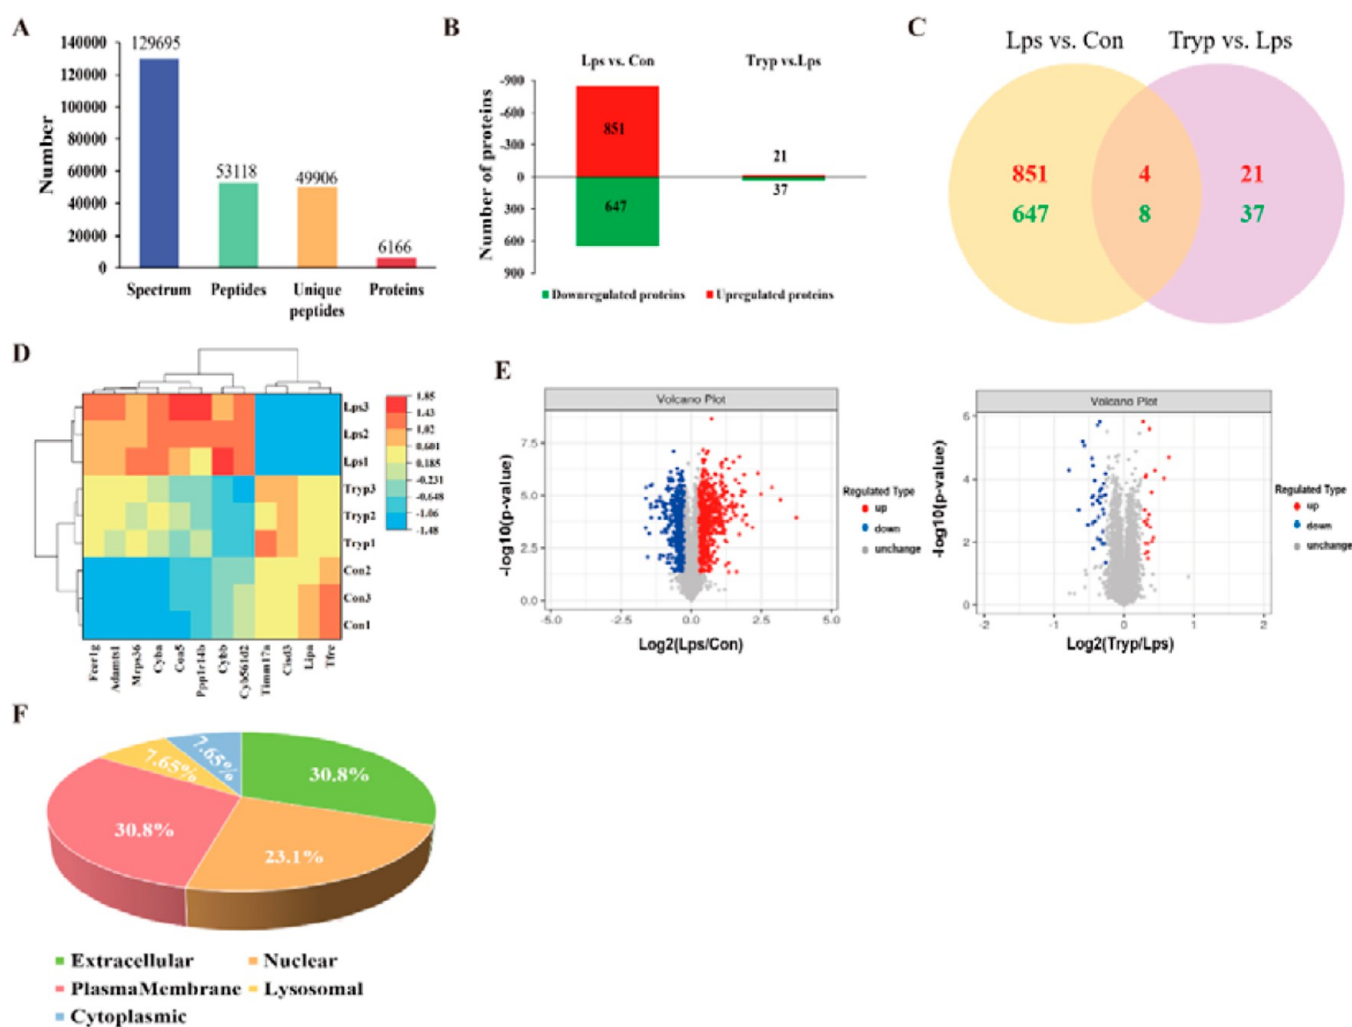 A
140000
120000
100000
80000
60000
40000
20000
0
Number
129695
53118
49906
6166
Spectrum
Peptides
Unique
peptides
Proteins
B
Lps vs. Con
Tryp vs.Lps
Number of proteins
-900
-600
-300
0
300
600
900
851
647
21
37
Downregulated proteins
Upregulated proteins
C
Lps vs. Con
Tryp vs. Lps
851
4
21
647
8
37
D
Lps3
Lps2
Lps1
Tryp3
Tryp2
Tryp1
Con2
Con3
Con1
1.85
1.43
1.02
0.601
0.185
-0.231
-0.648
-1.06
-1.48
Fcer1g
Adamts1
Mrps36
Cyba
Coa5
Ppp1r14b
Cybb
Cyb561d2
Timm17a
Cisd3
Lipa
Tfrc
E
Volcano Plot
-log10(p-value)
7.5
5.0
2.5
0.0
-5.0
-2.5
0.0
2.5
5.0
Log2(Lps/Con)
Regulated Type
up
down
unchange
Volcano Plot
-log10(p-value)
6
4
2
0
-2
-1
0
1
2
Log2(Tryp/Lps)
Regulated Type
up
down
unchange
F
7.65%
7.65%
30.8%
30.8%
23.1%
Extracellular
Nuclear
PlasmaMembrane
Lysosomal
Cytoplasmic